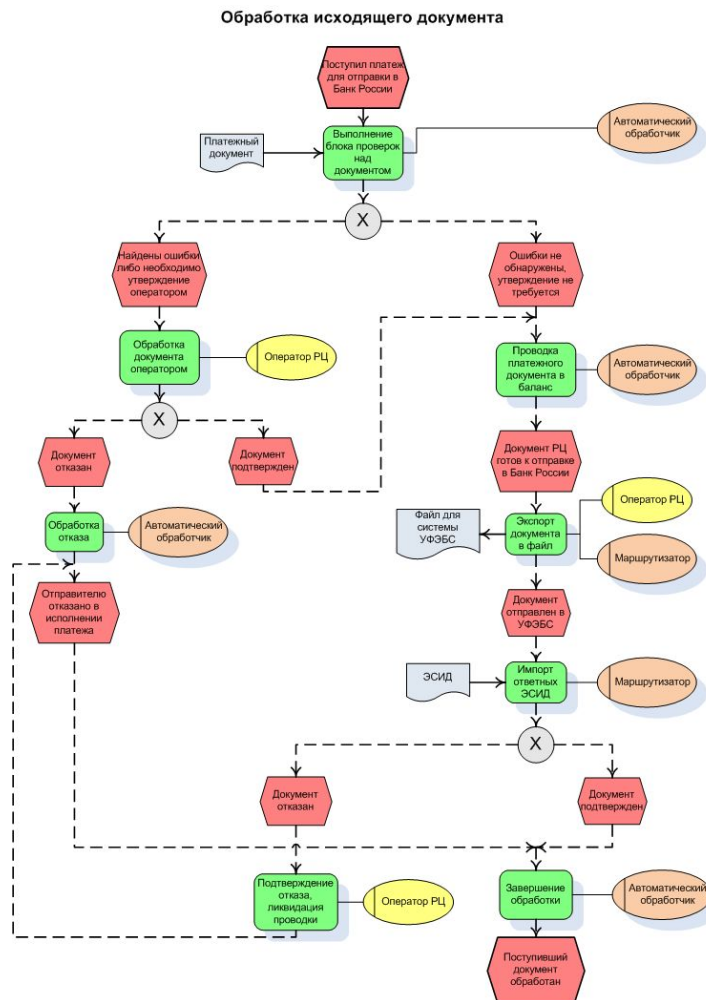 Обработка исходящего документа
Поступил платеж
для отправки в
Банк России
Автоматический
обработчик
Платежный
документ
Выполнение
блока проверок
над
документом
X
Найдены ошибки
либо необходимо
утверждение
оператором
Ошибки не
обнаружены,
утверждение не
требуется
Обработка
документа
оператором
Оператор РЦ
Проводка
платежного
документа в
баланс
Автоматический
обработчик
X
Документ
отказан
Документ
подтвержден
Документ РЦ
готов к отправке
в Банк России
Оператор РЦ
Обработка
отказа
Автоматический
обработчик
Файл для
системы
УФЭБС
Экспорт
документа
в файл
Маршрутизатор
Отправителю
отказано в
исполнении
платежа
Документ
отправлен в
УФЭБС
ЭСИД
Импорт
ответных
ЭСИД
Маршрутизатор
X
Документ
отказан
Документ
подтвержден
Подтверждение
отказа,
ликвидация
проводки
Оператор РЦ
Завершение
обработки
Автоматический
обработчик
Поступивший
документ
обработан